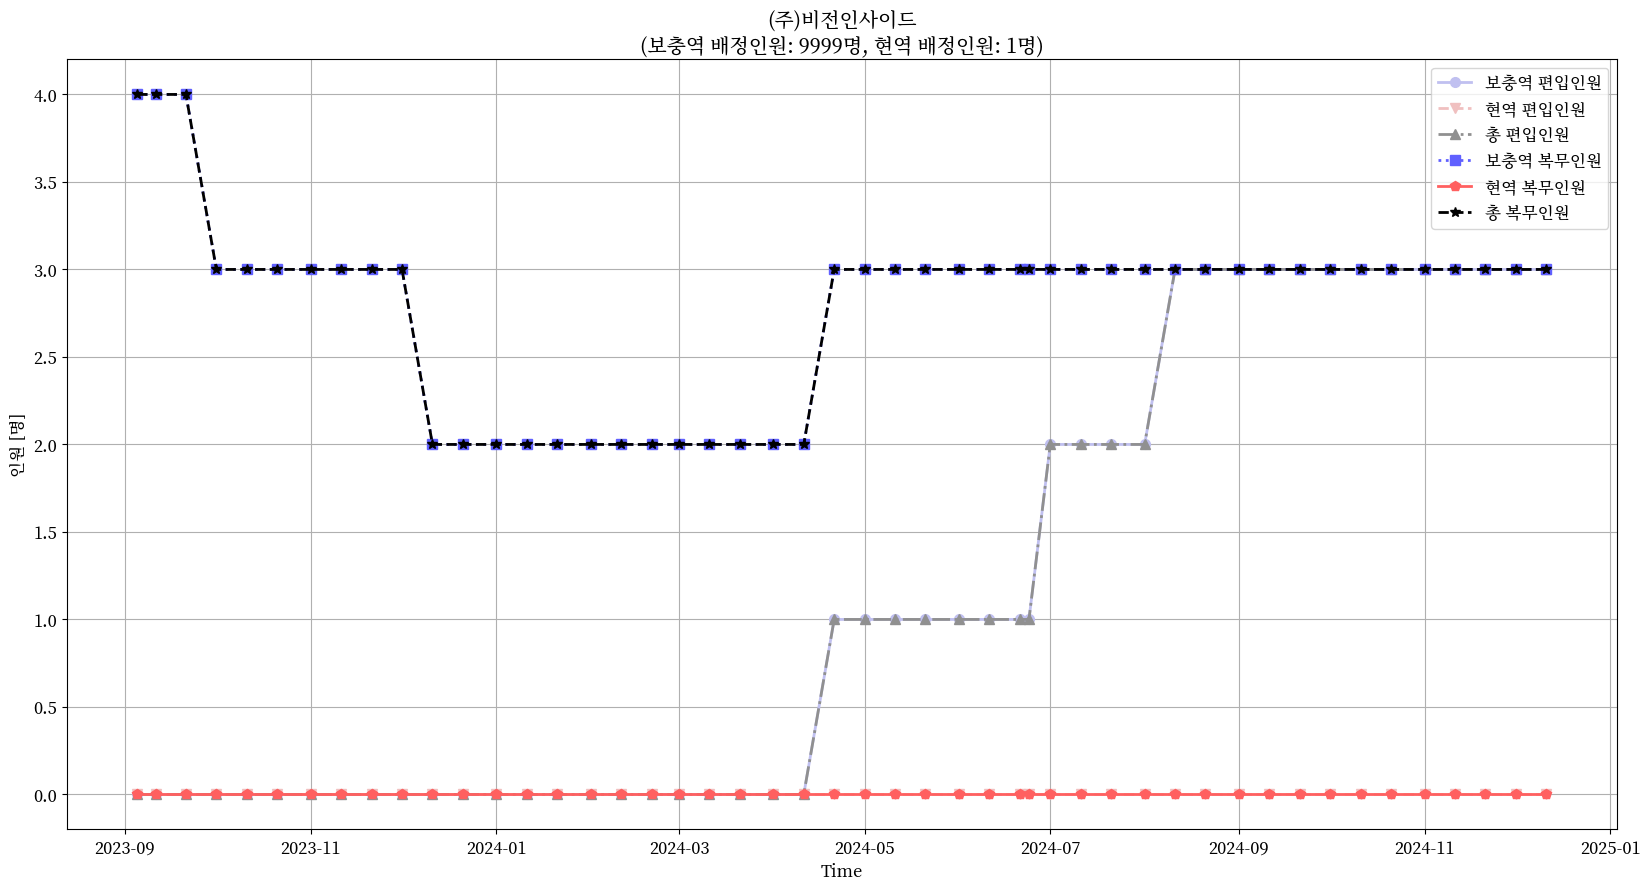 (주)비전인사이드
(보충역 배정인원: 9999명, 현역 배정인원: 1명)
보충역 편입인원
현역 편입인원
총 편입인원
보충역 복무인원
현역 복무인원
총 복무인원
4.0
3.5
3.0
2.5
2.0
1.5
1.0
0.5
0.0
인원 [명]
2023-09 2023-11 2024-01 2024-03 2024-05 2024-07 2024-09 2024-11 2025-01
Time